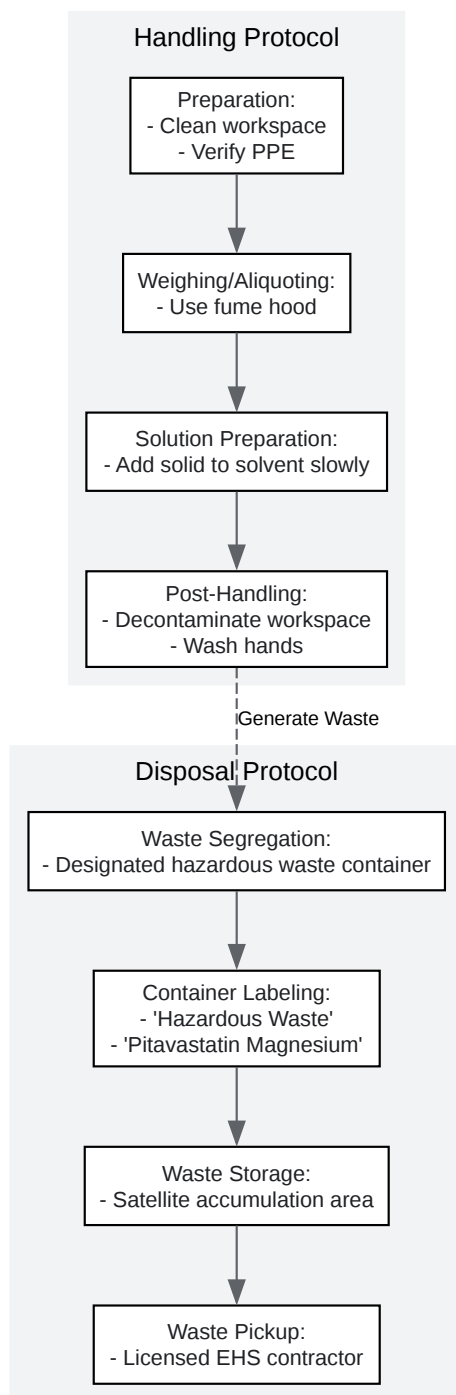 Handling Protocol
Preparation:
- Clean workspace
- Verify PPE
Weighing/Aliquoting:
- Use fume hood
Solution Preparation:
- Add solid to solvent slowly
Post-Handling:
- Decontaminate workspace
- Wash hands
Generate Waste
Disposal Protocol
Waste Segregation:
- Designated hazardous waste container
Container Labeling:
- 'Hazardous Waste'
- 'Pitavastatin Magnesium'
Waste Storage:
- Satellite accumulation area
Waste Pickup:
- Licensed EHS contractor